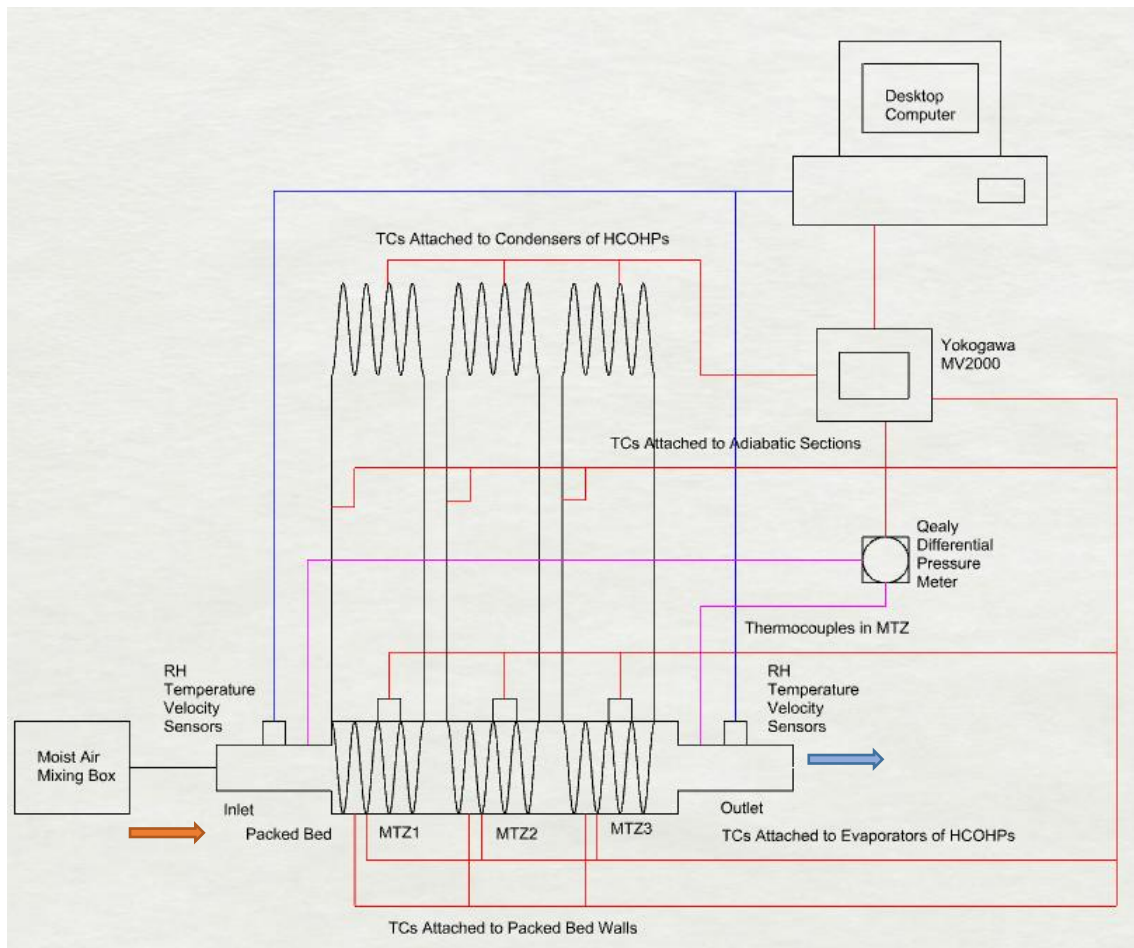 Desktop
Computer
TCs Attached to Condensers of HCOHPs
Yokogawa
MV2000
TCs Attached to Adiabatic Sections
Qealy
Differential
Pressure
Meter
Thermocouples in MTZ
RH
Temperature
Velocity
Sensors
RH
Temperature
Velocity
Sensors
Moist Air
Mixing Box
Inlet
Outlet
Packed Bed
MTZ1
MTZ2
MTZ3
TCs Attached to Evaporators of HCOHPs
TCs Attached to Packed Bed Walls